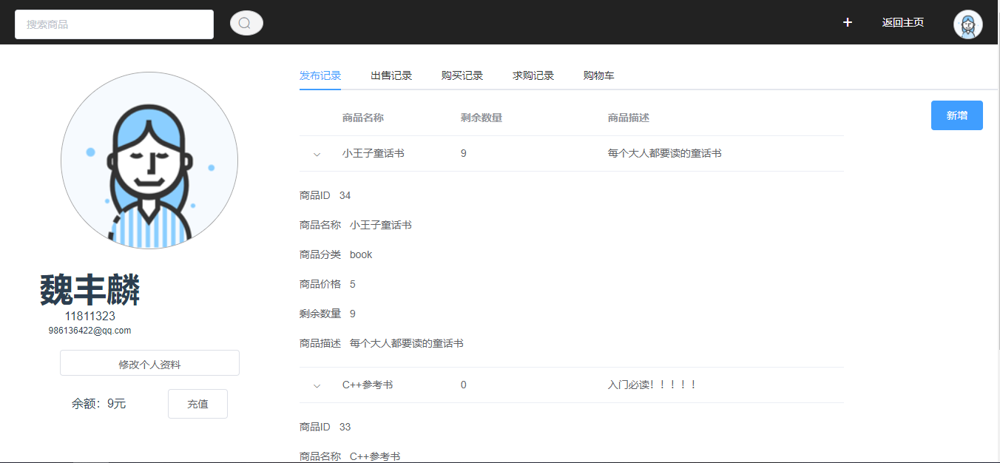 搜索商品
+ 返回主页
发布记录 出售记录 购买记录 求购记录 购物车
新增
商品名称 剩余数量 商品描述
小王子童话书 9 每个大人都要读的童话书
商品ID 34
商品名称 小王子童话书
商品分类 book
商品价格 5
剩余数量 9
商品描述 每个大人都要读的童话书
C++参考书 0 入门必读！！！！！
商品ID 33
商品名称 C++参考书
魏丰麟
11811323
986136422@qq.com
修改个人资料
余额：9元 充值